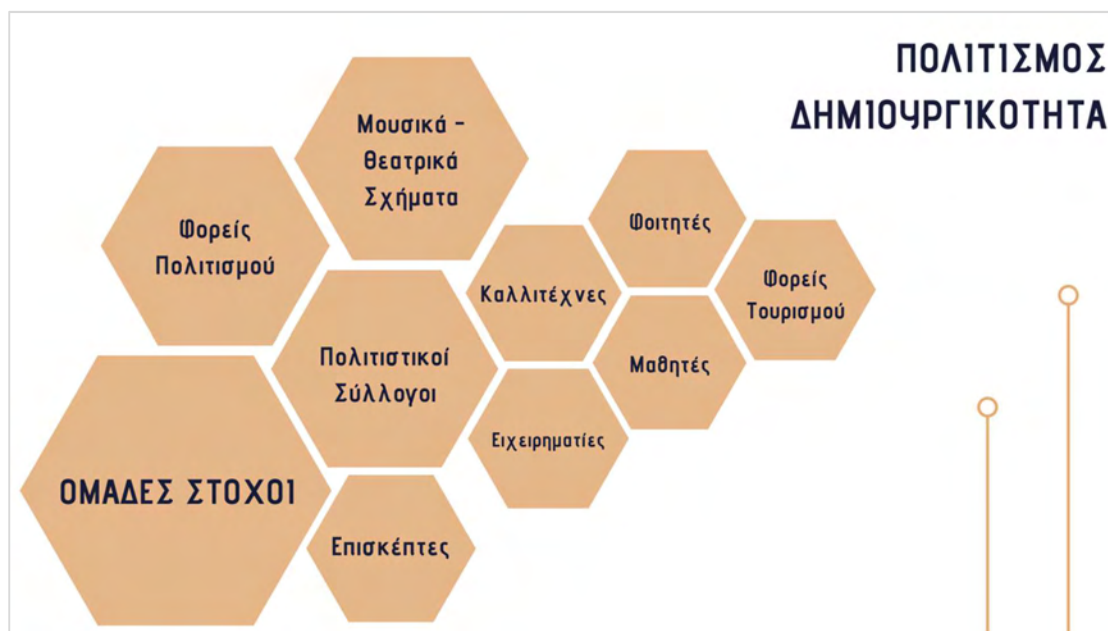 ΠΟΛΙΤΙΣΜΟΣ
ΔΗΜΙΟΥΡΓΙΚΟΤΗΤΑ
Μουσικά -
Θεατρικά
Σχήματα
Φορείς
Πολιτισμού
Φοιτητές
Καλλιτέχνες
Φορείς
Τουρισμού
Πολιτιστικοί
Σύλλογοι
Μαθητές
Ειχειρηματίες
ΟΜΑΔΕΣ ΣΤΟΧΟΙ
Επισκέπτες